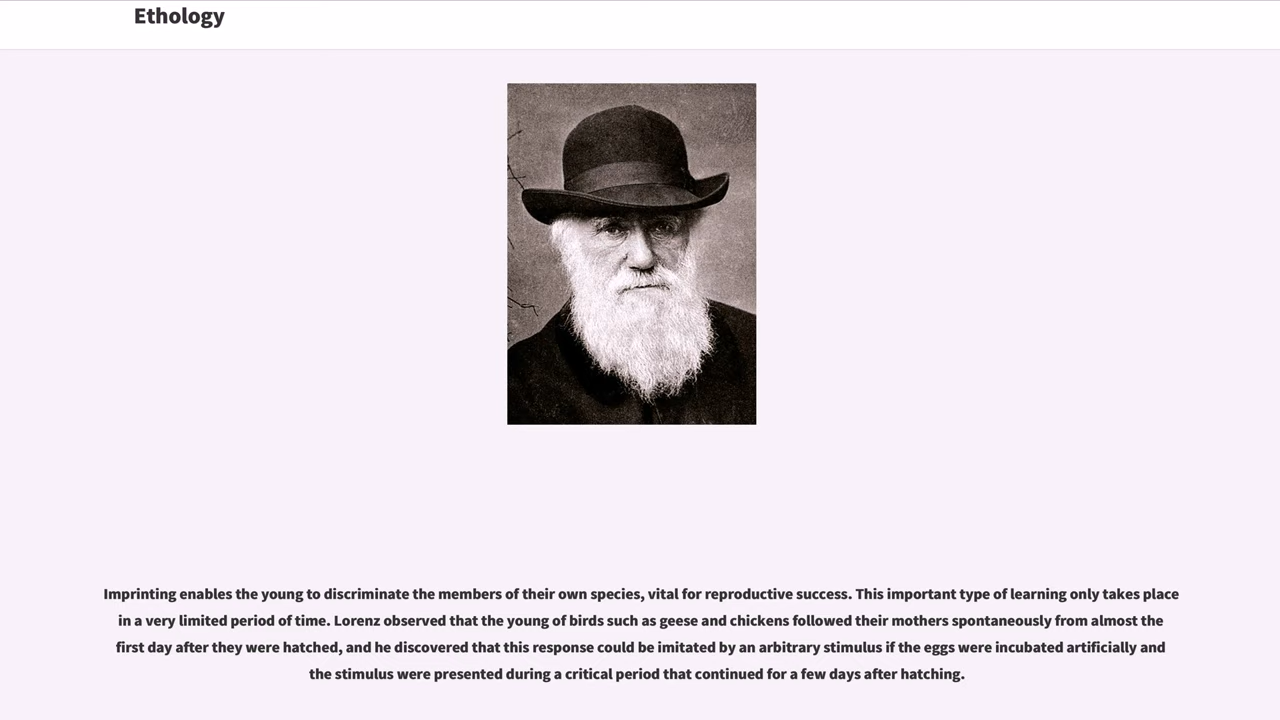 Ethology
Imprinting enables the young to discriminate the members of their own species, vital for reproductive success. This important type of learning only takes place
in a very limited period of time. Lorenz observed that the young of birds such as geese and chickens followed their mothers spontaneously from almost the
first day after they were hatched, and he discovered that this response could be imitated by an arbitrary stimulus if the eggs were incubated artificially and
the stimulus were presented during a critical period that continued for a few days after hatching.